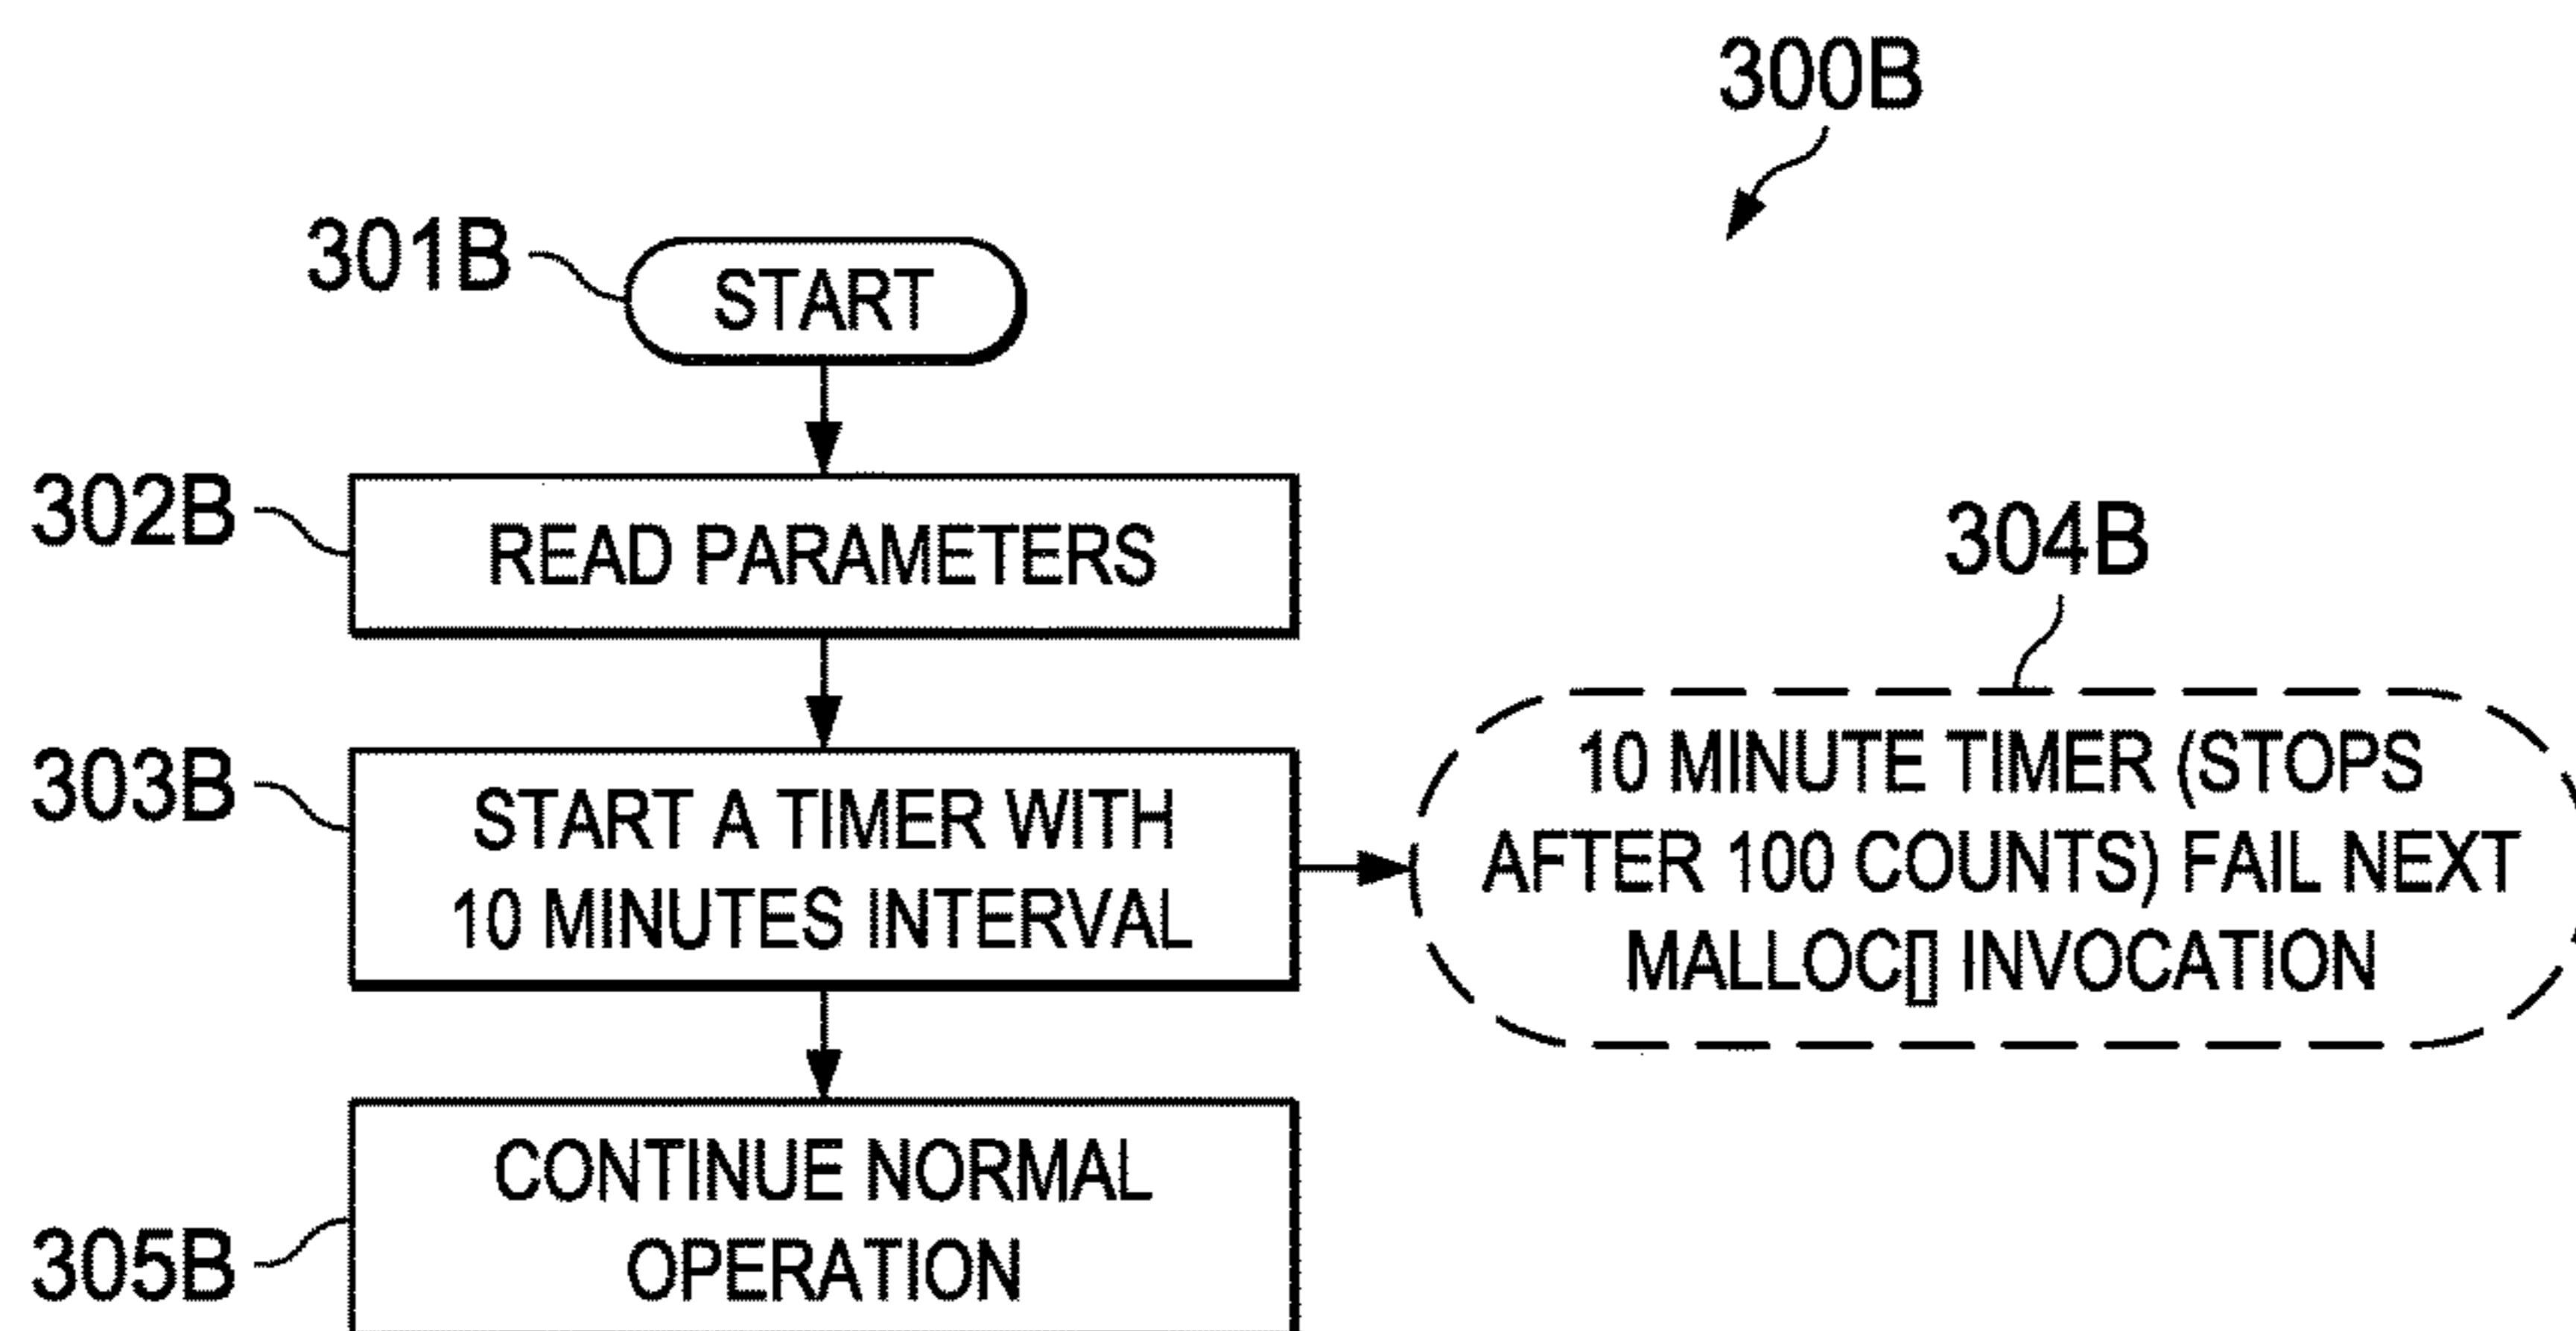 300B
301B
START
302B
READ PARAMETERS
304B
303B
START A TIMER WITH
10 MINUTES INTERVAL
10 MINUTE TIMER (STOPS
AFTER 100 COUNTS) FAIL NEXT
MALLOC[] INVOCATION
305B
CONTINUE NORMAL
OPERATION